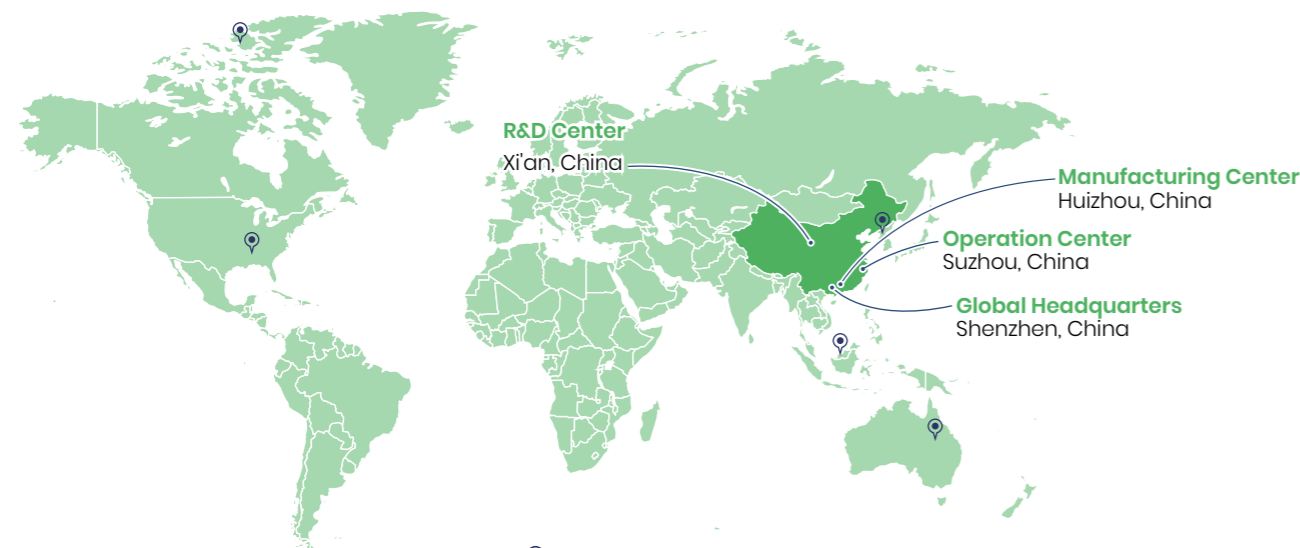 R&D Center
Xi'an, China
Manufacturing Center
Huizhou, China
Operation Center
Suzhou, China
Global Headquarters
Shenzhen, China